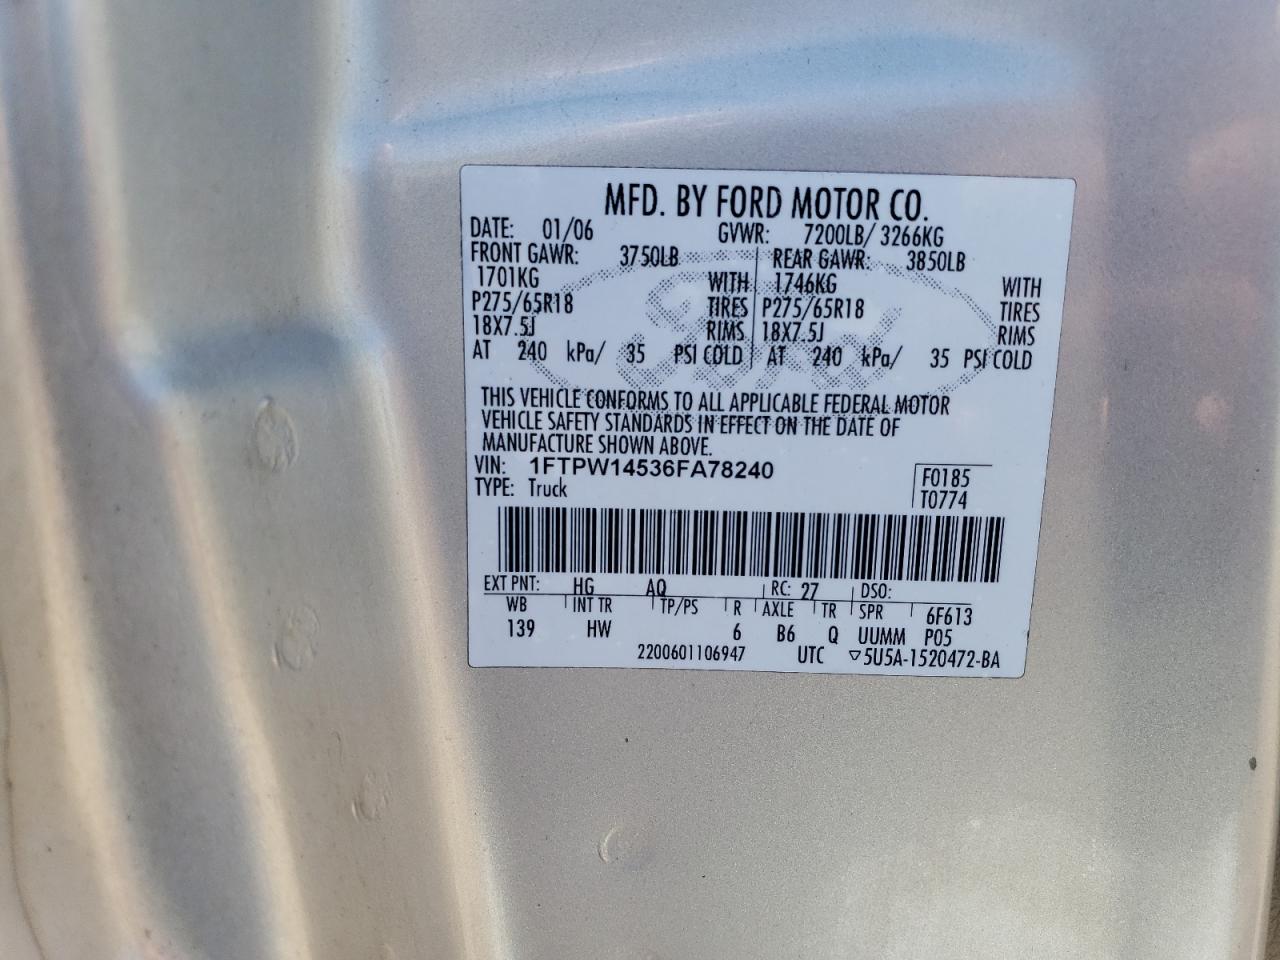 MFD. BY FORD MOTOR CO.
DATE: 01/06 GVWR: 7200LB/ 3266KG
FRONT GAWR: 3750LB REAR GAWR: 3850LB
1701KG WITH 1746KG WITH
P275/65R18 TIRES P275/65R18 TIRES
18X7.5J RIMS 18X7.5J RIMS
AT 240 kPa/ 35 PSI COLD AT 240 kPa/ 35 PSI COLD
THIS VEHICLE CONFORMS TO ALL APPLICABLE FEDERAL MOTOR
VEHICLE SAFETY STANDARDS IN EFFECT ON THE DATE OF
MANUFACTURE SHOWN ABOVE.
VIN: 1FTPW14536FA78240 F0185
TYPE: Truck T0774
EXT PNT: HG AQ RC: 27 DSO:
WB INT TR TP/PS R AXLE TR SPR 6F613
139 HW 6 B6 Q UUMM P05
2200601106947 UTC ▽5U5A-1520472-BA